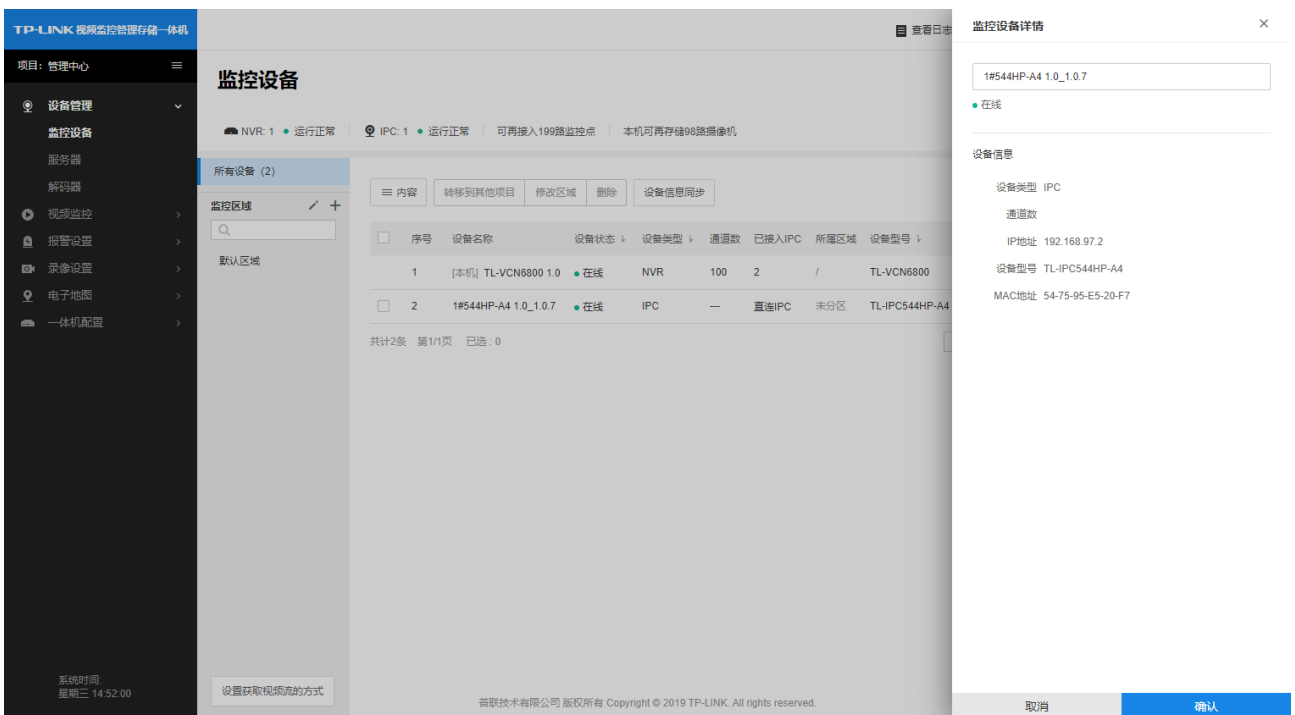 TP-LINK 视频监控管理存储一体机
查看日志
项目: 管理中心
设备管理
监控设备
服务器
解码器
视频监控
报警设置
录像设置
电子地图
一体机配置
系统时间:
星期三 14:52:00
监控设备
NVR: 1 运行正常 IPC: 1 运行正常 可再接入199路监控点 本机可再存储98路摄像机
所有设备 (2)
监控区域
默认区域
设置获取视频流的方式
内容 转移到其他项目 修改区域 删除 设备信息同步
序号 设备名称 设备状态 设备类型 通道数 已接入IPC 所属区域 设备型号
1 [本机] TL-VCN6800 1.0 在线 NVR 100 2 / TL-VCN6800
2 1#544HP-A4 1.0_1.0.7 在线 IPC --- 直连IPC 未分区 TL-IPC544HP-A4
共计2条 第1/1页 已选 : 0
普联技术有限公司 版权所有 Copyright © 2019 TP-LINK. All rights reserved.
监控设备详情
1#544HP-A4 1.0_1.0.7
在线
设备信息
设备类型 IPC
通道数
IP地址 192.168.97.2
设备型号 TL-IPC544HP-A4
MAC地址 54-75-95-E5-20-F7
取消 确认